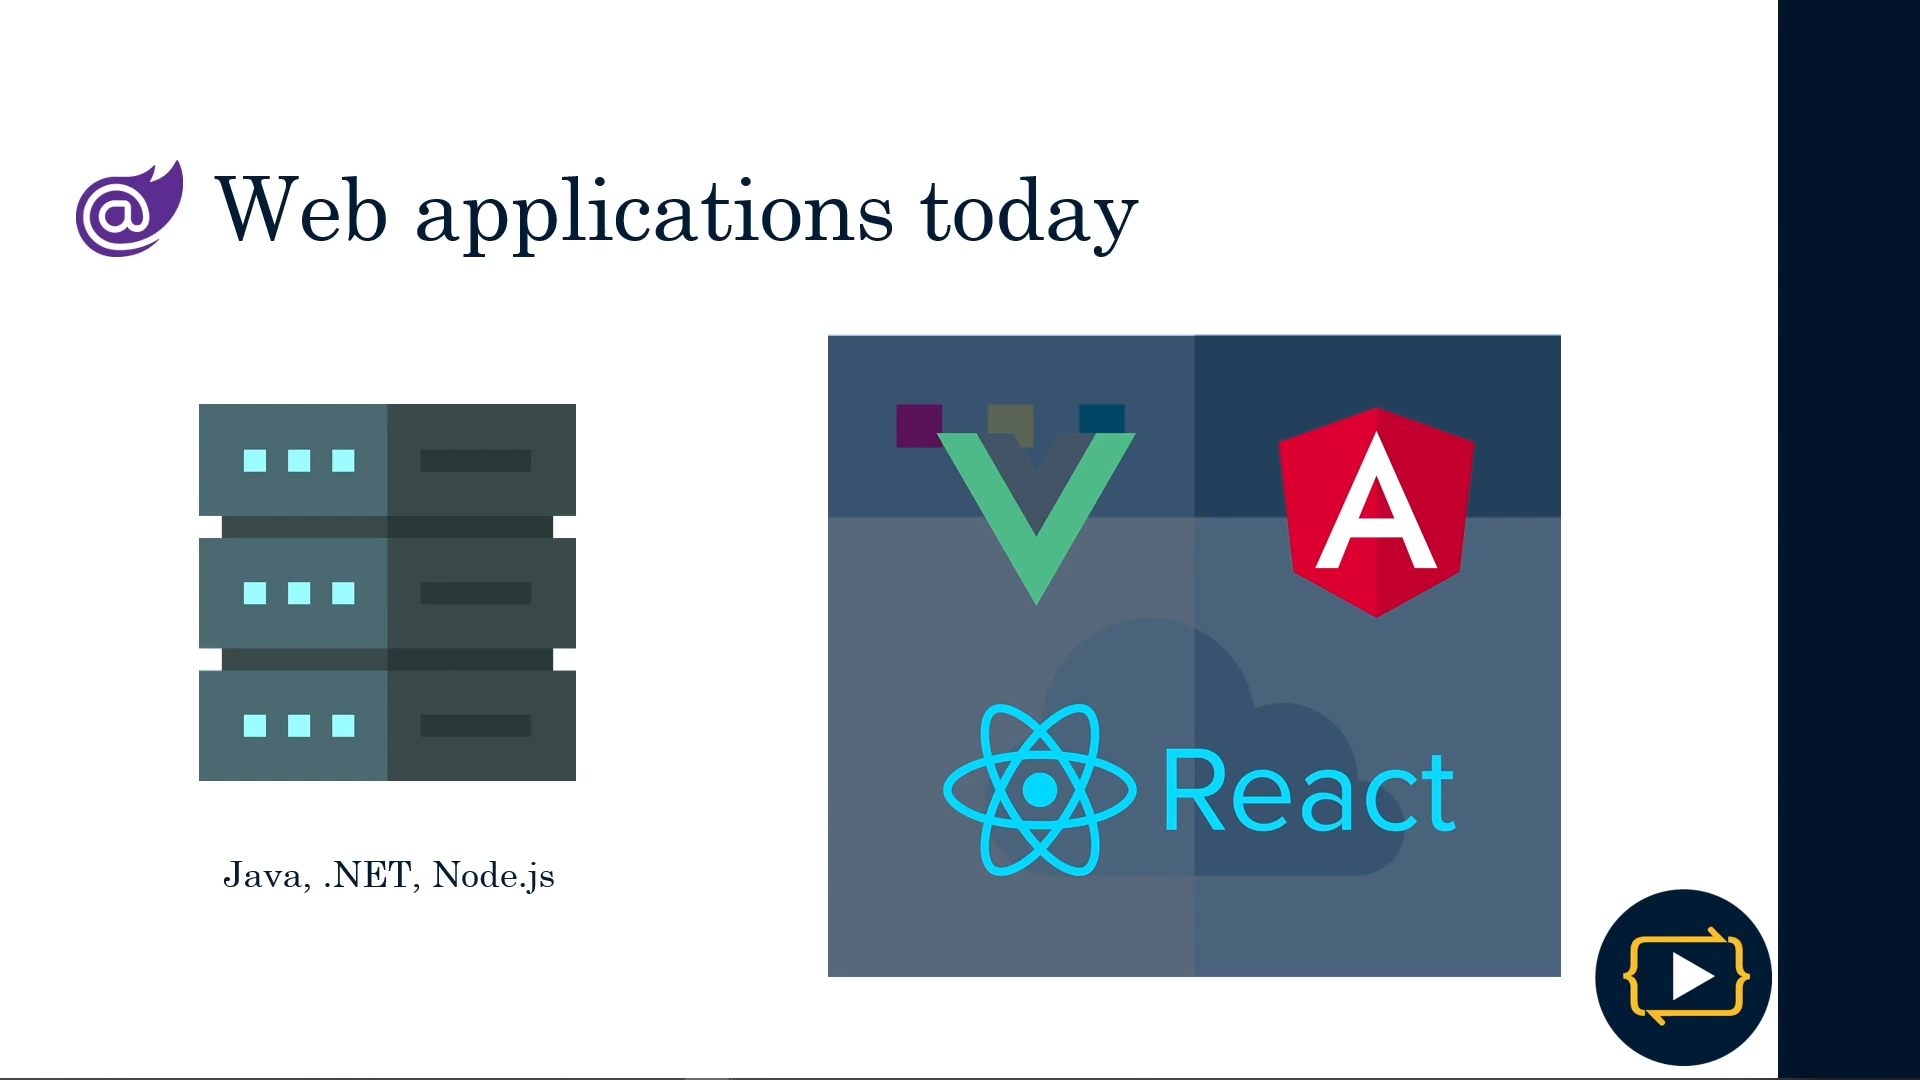 @ Web applications today
A
React
Java, .NET, Node.js